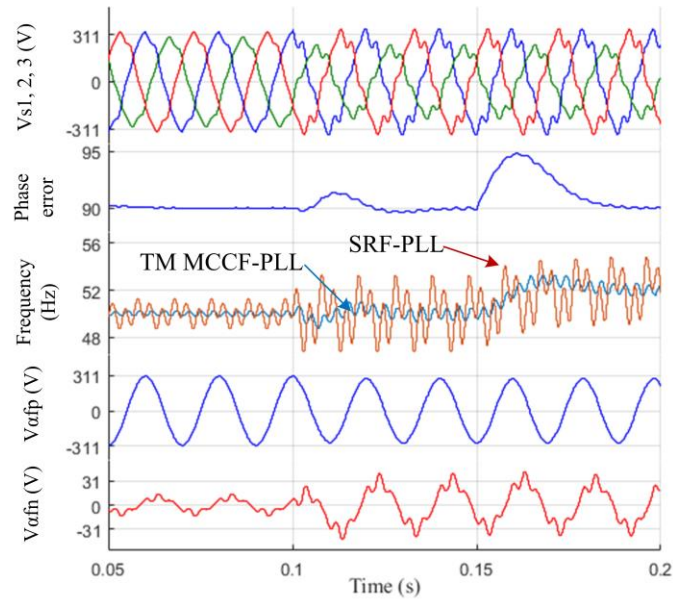 Vs1, 2, 3 (V)
311
0
-311
Phase
error
95
90
Frequency
(Hz)
56
52
48
TM MCCF-PLL
SRF-PLL
Vαfp (V)
311
0
-311
Vαfn (V)
31
0
-31
0.05
0.1
0.15
0.2
Time (s)